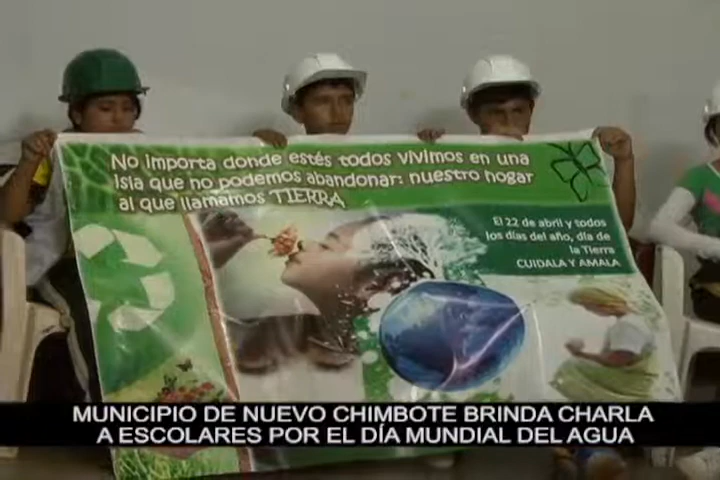 No importa donde estés todos vivimos en una
isla que no podemos abandonar: nuestro hogar
al que llamamos TIERRA
El 22 de abril y todos
los días del año, día de
la Tierra
CUIDALA Y AMALA
MUNICIPIO DE NUEVO CHIMBOTE BRINDA CHARLA
A ESCOLARES POR EL DÍA MUNDIAL DEL AGUA